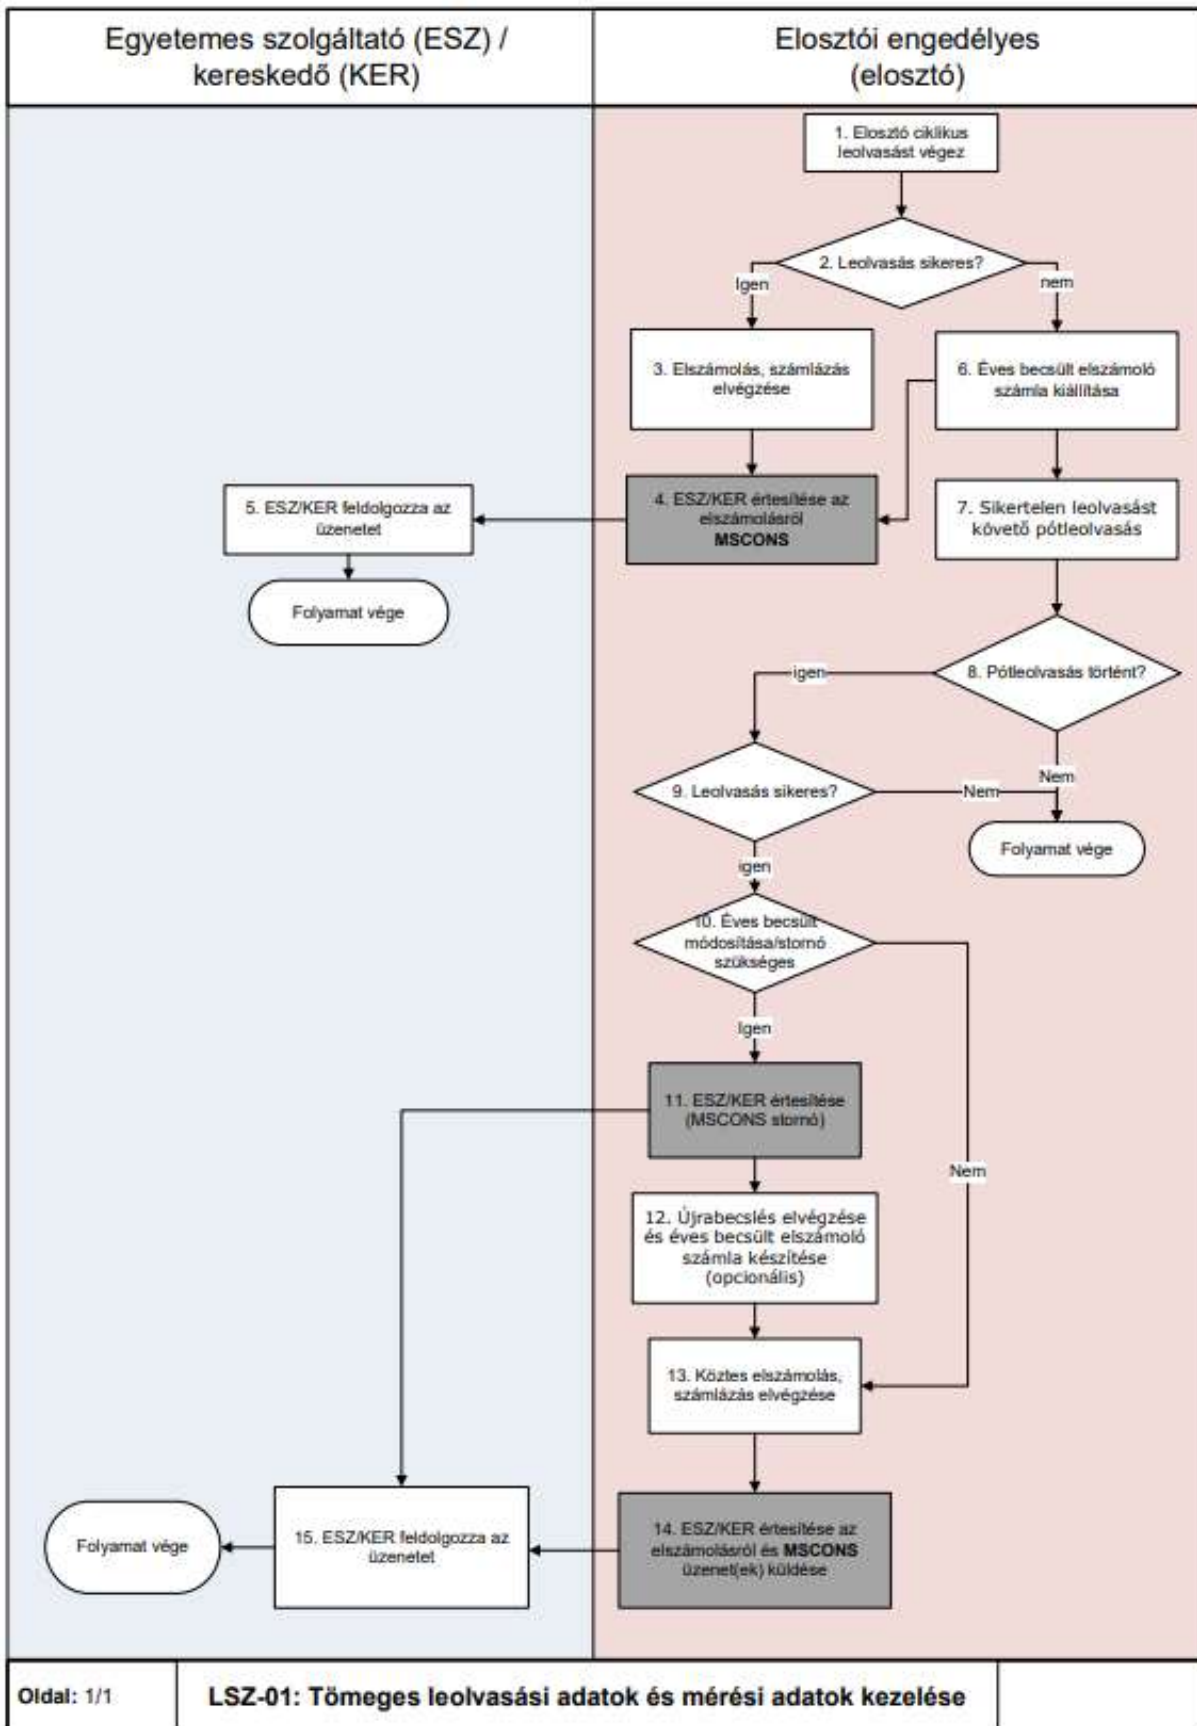 Egyetemes szolgáltató (ESZ) /
kereskedő (KER)
Elosztói engedélyes
(elosztó)
1. Elosztó ciklikus
leolvasást végez
2. Leolvasás sikeres?
Igen
nem
3. Elszámolás, számlázás
elvégzése
6. Éves becsült elszámoló
számla kiállítása
4. ESZ/KER értesítése az
elszámolásról
MSCONS
5. ESZ/KER feldolgozza az
üzenetet
7. Sikertelen leolvasást
követő pótleolvasás
Folyamat vége
8. Pótleolvasás történt?
igen
Nem
9. Leolvasás sikeres?
Nem
Folyamat vége
igen
10. Éves becsült
módosítása/stornó
szükséges
Igen
Nem
11. ESZ/KER értesítése
(MSCONS stornó)
12. Újrabecslés elvégzése
és éves becsült elszámoló
számla készítése
(opcionális)
13. Köztes elszámolás,
számlázás elvégzése
14. ESZ/KER értesítése az
elszámolásról és MSCONS
üzenet(ek) küldése
15. ESZ/KER feldolgozza az
üzenetet
Folyamat vége
Oldal: 1/1
LSZ-01: Tömeges leolvasási adatok és mérési adatok kezelése